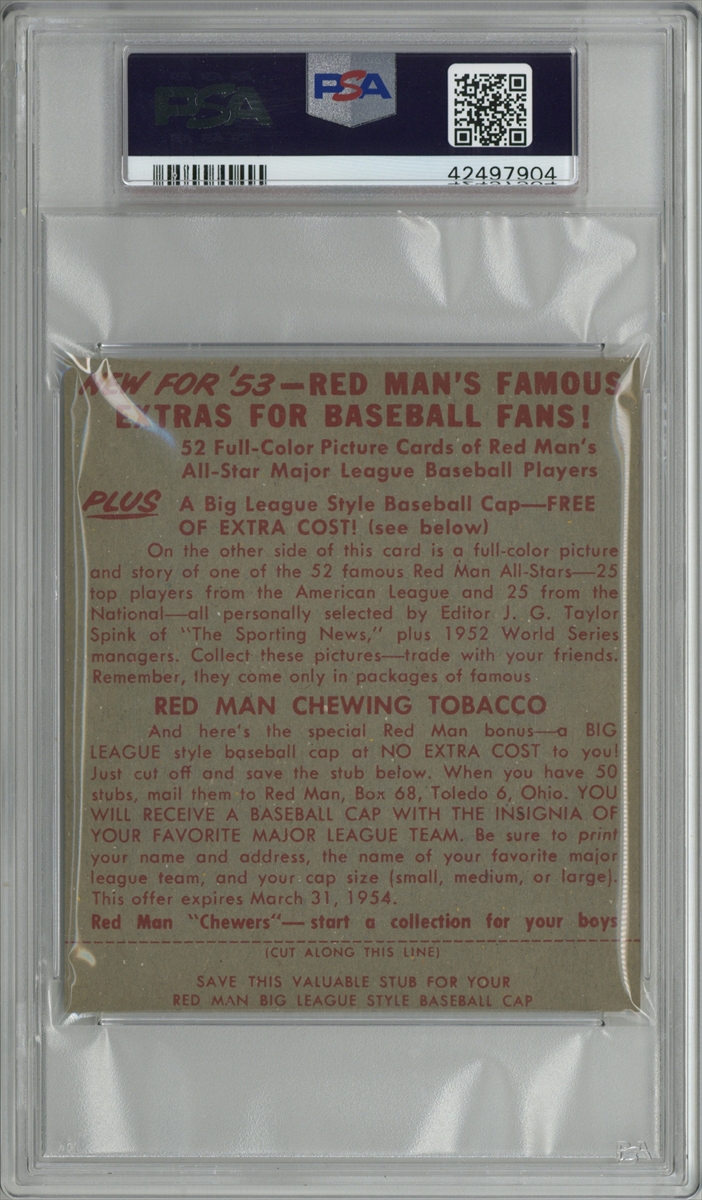 PSA
PSA
42497904
NEW FOR '53—RED MAN'S FAMOUS
EXTRAS FOR BASEBALL FANS!
52 Full-Color Picture Cards of Red Man's
All-Star Major League Baseball Players
PLUS A Big League Style Baseball Cap—FREE
OF EXTRA COST! (see below)
On the other side of this card is a full-color picture
and story of one of the 52 famous Red Man All-Stars—25
top players from the American League and 25 from the
National—all personally selected by Editor J. G. Taylor
Spink of "The Sporting News," plus 1952 World Series
managers. Collect these pictures—trade with your friends.
Remember, they come only in packages of famous
RED MAN CHEWING TOBACCO
And here's the special Red Man bonus—a BIG
LEAGUE style baseball cap at NO EXTRA COST to you!
Just cut off and save the stub below. When you have 50
stubs, mail them to Red Man, Box 68, Toledo 6, Ohio. YOU
WILL RECEIVE A BASEBALL CAP WITH THE INSIGNIA OF
YOUR FAVORITE MAJOR LEAGUE TEAM. Be sure to print
your name and address, the name of your favorite major
league team, and your cap size (small, medium, or large).
This offer expires March 31, 1954.
Red Man "Chewers"—start a collection for your boys
(CUT ALONG THIS LINE)
SAVE THIS VALUABLE STUB FOR YOUR
RED MAN BIG LEAGUE STYLE BASEBALL CAP
PSA